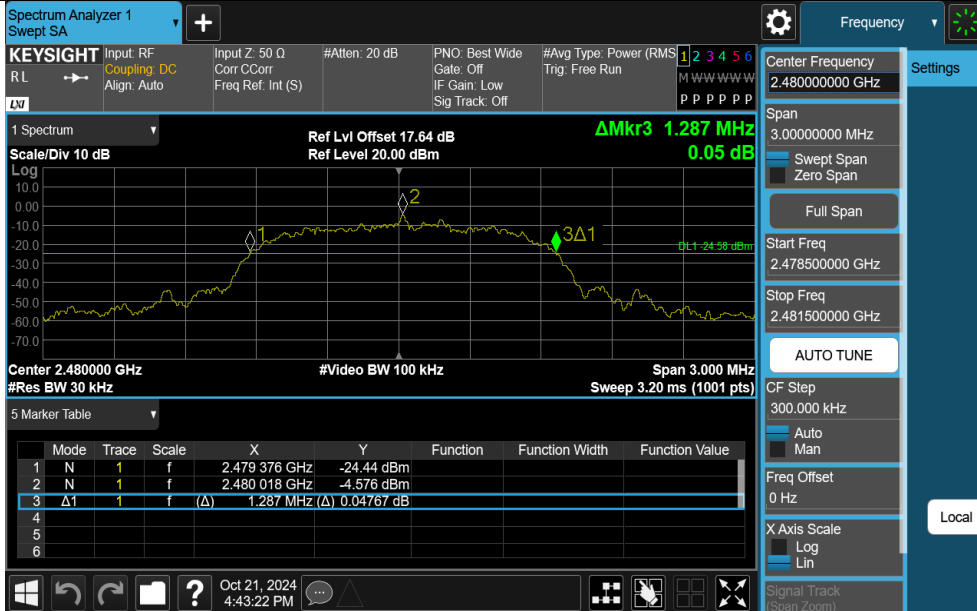 Spectrum Analyzer 1
Swept SA
+
Frequency
KEYSIGHT
RL
LXI
Input: RF
Coupling: DC
Align: Auto
Input Z: 50 Ω
Corr CCorr
Freq Ref: Int (S)
#Atten: 20 dB
PNO: Best Wide
Gate: Off
IF Gain: Low
Sig Track: Off
#Avg Type: Power (RMS
Trig: Free Run
1 2 3 4 5 6
M W W W W W
P P P P P P
1 Spectrum
Scale/Div 10 dB
Log
Ref Lvl Offset 17.64 dB
Ref Level 20.00 dBm
ΔMkr3 1.287 MHz
0.05 dB
10.0
0.00
-10.0
-20.0
-30.0
-40.0
-50.0
-60.0
-70.0
1
2
3Δ1
DL1 -24.58 dBm
Center 2.480000 GHz
#Video BW 100 kHz
Span 3.000 MHz
#Res BW 30 kHz
Sweep 3.20 ms (1001 pts)
5 Marker Table
Mode Trace Scale X Y Function Function Width Function Value
1 N 1 f 2.479 376 GHz -24.44 dBm
2 N 1 f 2.480 018 GHz -4.576 dBm
3 Δ1 1 f (Δ) 1.287 MHz (Δ) 0.04767 dB
4
5
6
?
Oct 21, 2024
4:43:22 PM
Center Frequency
2.480000000 GHz
Span
3.00000000 MHz
Swept Span
Zero Span
Full Span
Start Freq
2.478500000 GHz
Stop Freq
2.481500000 GHz
AUTO TUNE
CF Step
300.000 kHz
Auto
Man
Freq Offset
0 Hz
X Axis Scale
Log
Lin
Signal Track
(Span Zoom)
Settings
Local